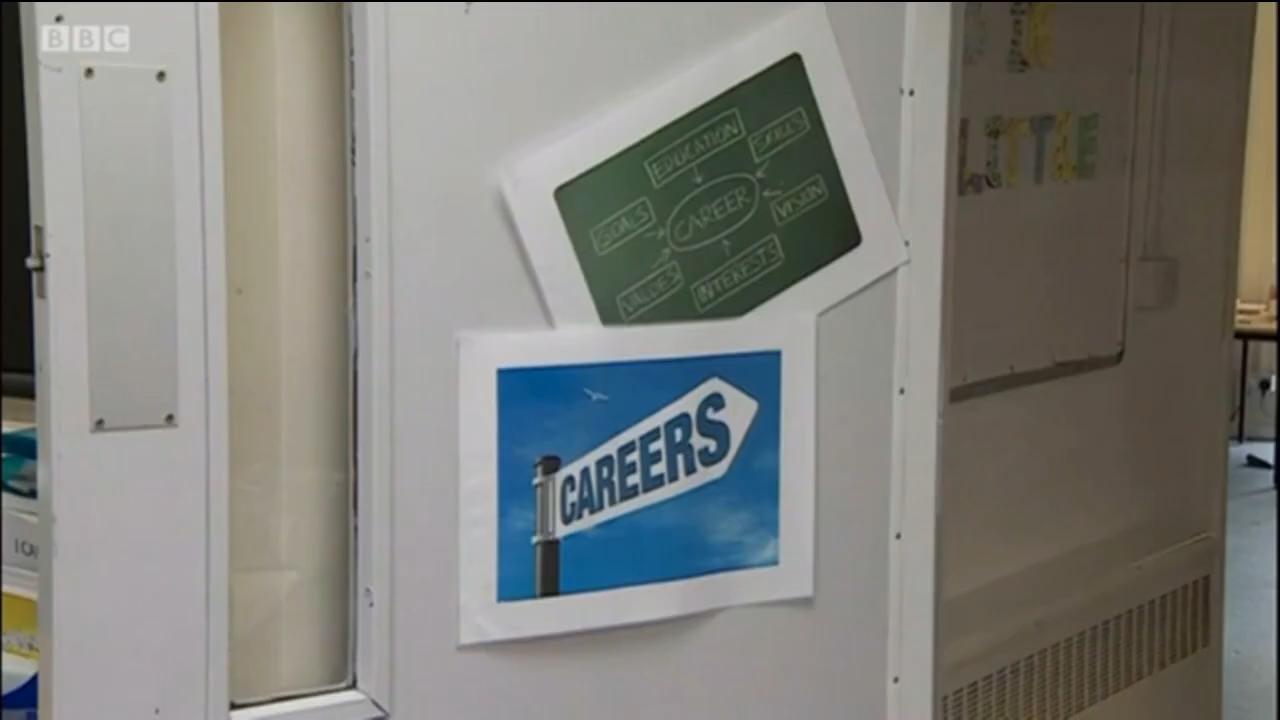 BBC
EDUCATION
SKILLS
GOALS
CAREER
VISION
VALUES
INTERESTS
CAREERS
LITTLE